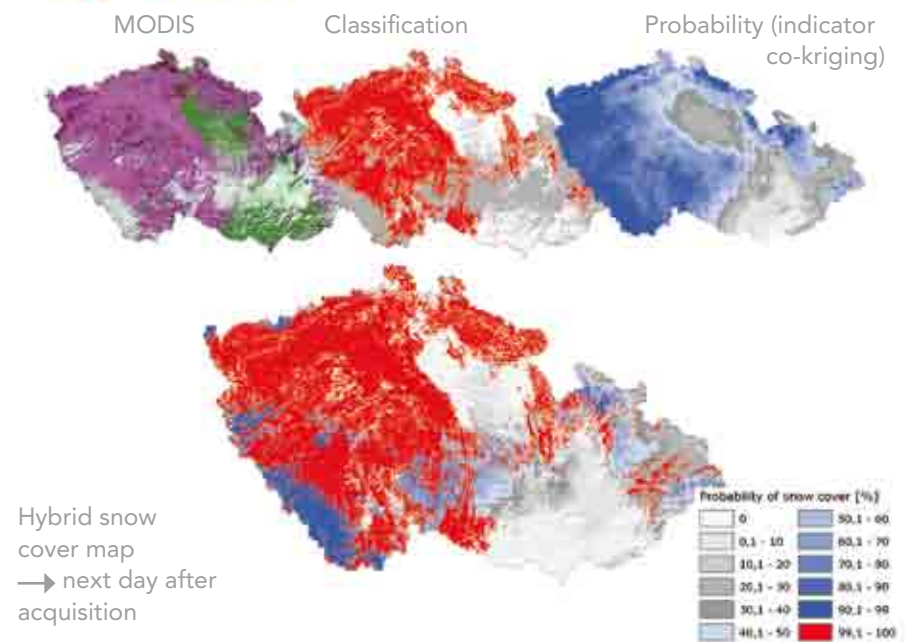 MODIS
Classification
Probability (indicator
co-kriging)
Hybrid snow
cover map
→ next day after
acquisition
Probability of snow cover [%]
0
0,1 - 10
10,1 - 20
20,1 - 30
30,1 - 40
40,1 - 50
50,1 - 60
60,1 - 70
70,1 - 80
80,1 - 90
90,1 - 98
99,1 - 100